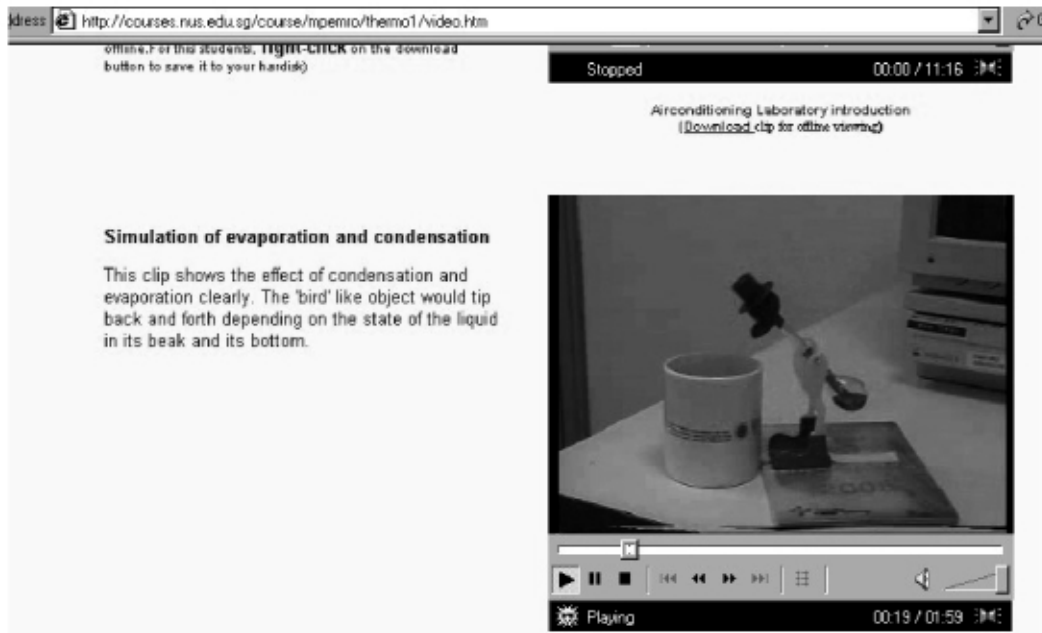 ddress http://courses.nus.edu.sg/course/mpemro/thermo1/video.htm
offline.For this students, right-click on the download
button to save it to your hardisk)
Stopped 00:00 / 11:16
Airconditioning Laboratory introduction
(Download clip for offline viewing)
Simulation of evaporation and condensation
This clip shows the effect of condensation and
evaporation clearly. The 'bird' like object would tip
back and forth depending on the state of the liquid
in its beak and its bottom.
Playing 00:19 / 01:59